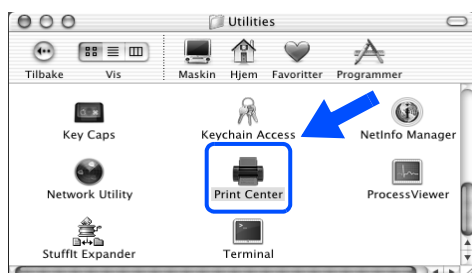 Utilities
Tilbake Vis Maskin Hjem Favoritter Programmer
Key Caps Keychain Access NetInfo Manager
Network Utility Print Center ProcessViewer
StuffIt Expander Terminal